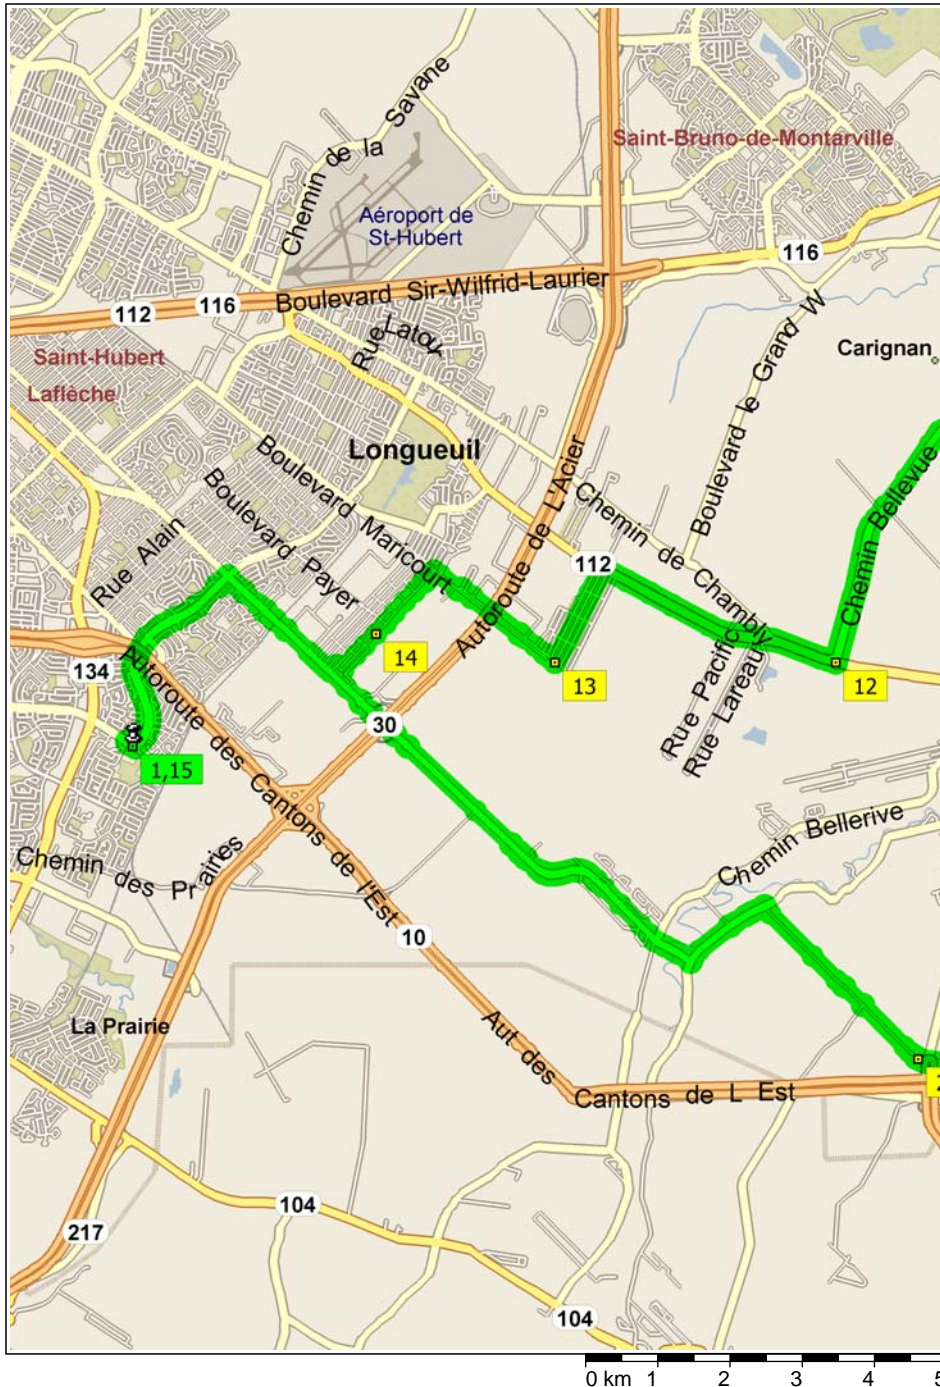 Saint-Bruno-de-Montarville
Chemin de la Savane
Aéroport de
St-Hubert
116
112
116
Boulevard Sir-Wilfrid-Laurier
Boulevard le Grand W
Rue Latour
Saint-Hubert
Laflèche
Carignan
Longueuil
Boulevard Maricourt
Boulevard Payer
Autoroute de L'Acier
Chemin de Chambly
Chemin Bellevue
Rue Alain
112
134
14
13
12
Rue Pacific
Rue Lareau
30
1,15
Autoroute des Cantons de l'Est
Chemin des Prairies
Chemin Bellerive
10
La Prairie
Aut des
Cantons de L Est
104
217
104
0 km 1 2 3 4